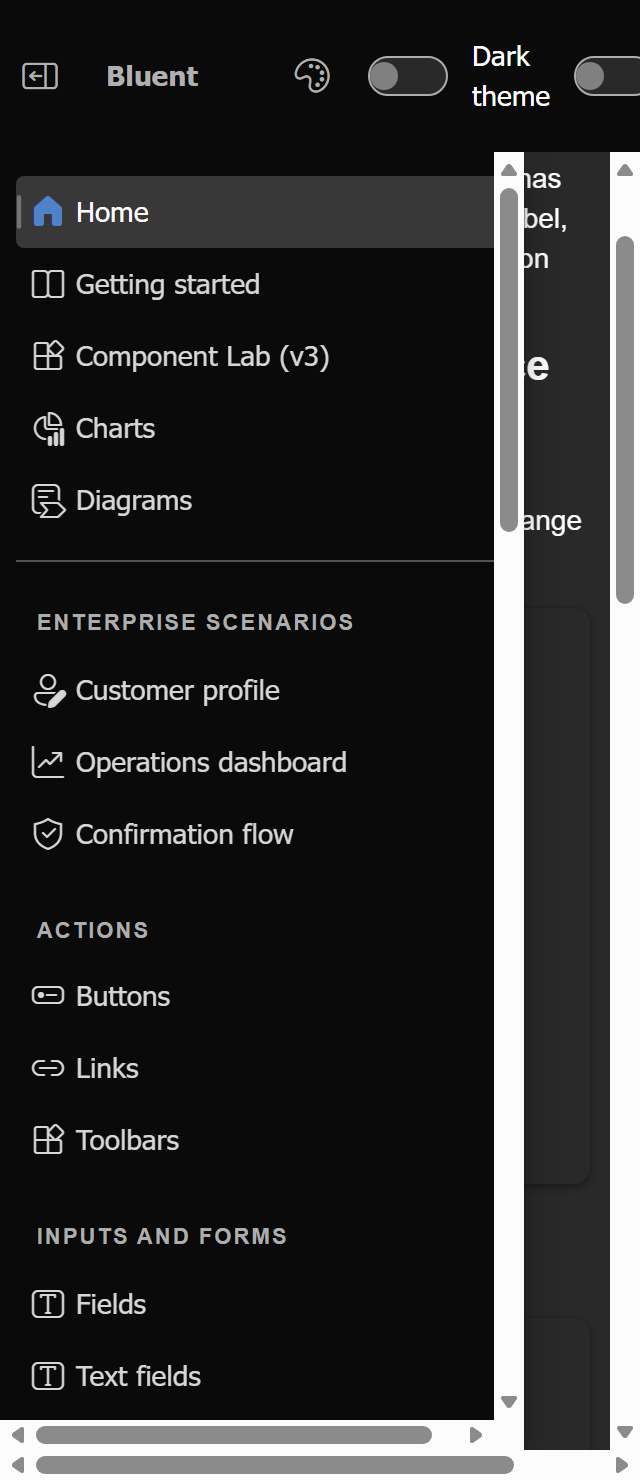 Bluent
Dark
theme
Home
Getting started
Component Lab (v3)
Charts
Diagrams
ENTERPRISE SCENARIOS
Customer profile
Operations dashboard
Confirmation flow
ACTIONS
Buttons
Links
Toolbars
INPUTS AND FORMS
Fields
Text fields